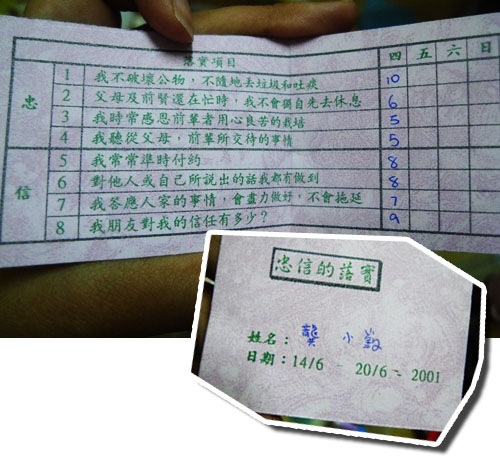 落實項目 四 五 六 日
忠
1 我不破壞公物，不隨地丟垃圾和吐痰 10
2 父母及前賢還在忙時，我不會獨自先去休息 6
3 我時常感恩前輩者用心良苦的栽培 5
4 我聽從父母，前輩所交待的事情 5
信
5 我常常準時付約 8
6 對他人或自己所說出的話我都有做到 8
7 我答應人家的事情，會盡力做好，不會拖延 7
8 我朋友對我的信任有多少？ 9
忠信的落實
姓名： 龔 小
日期：14/6 - 20/6 - 2001